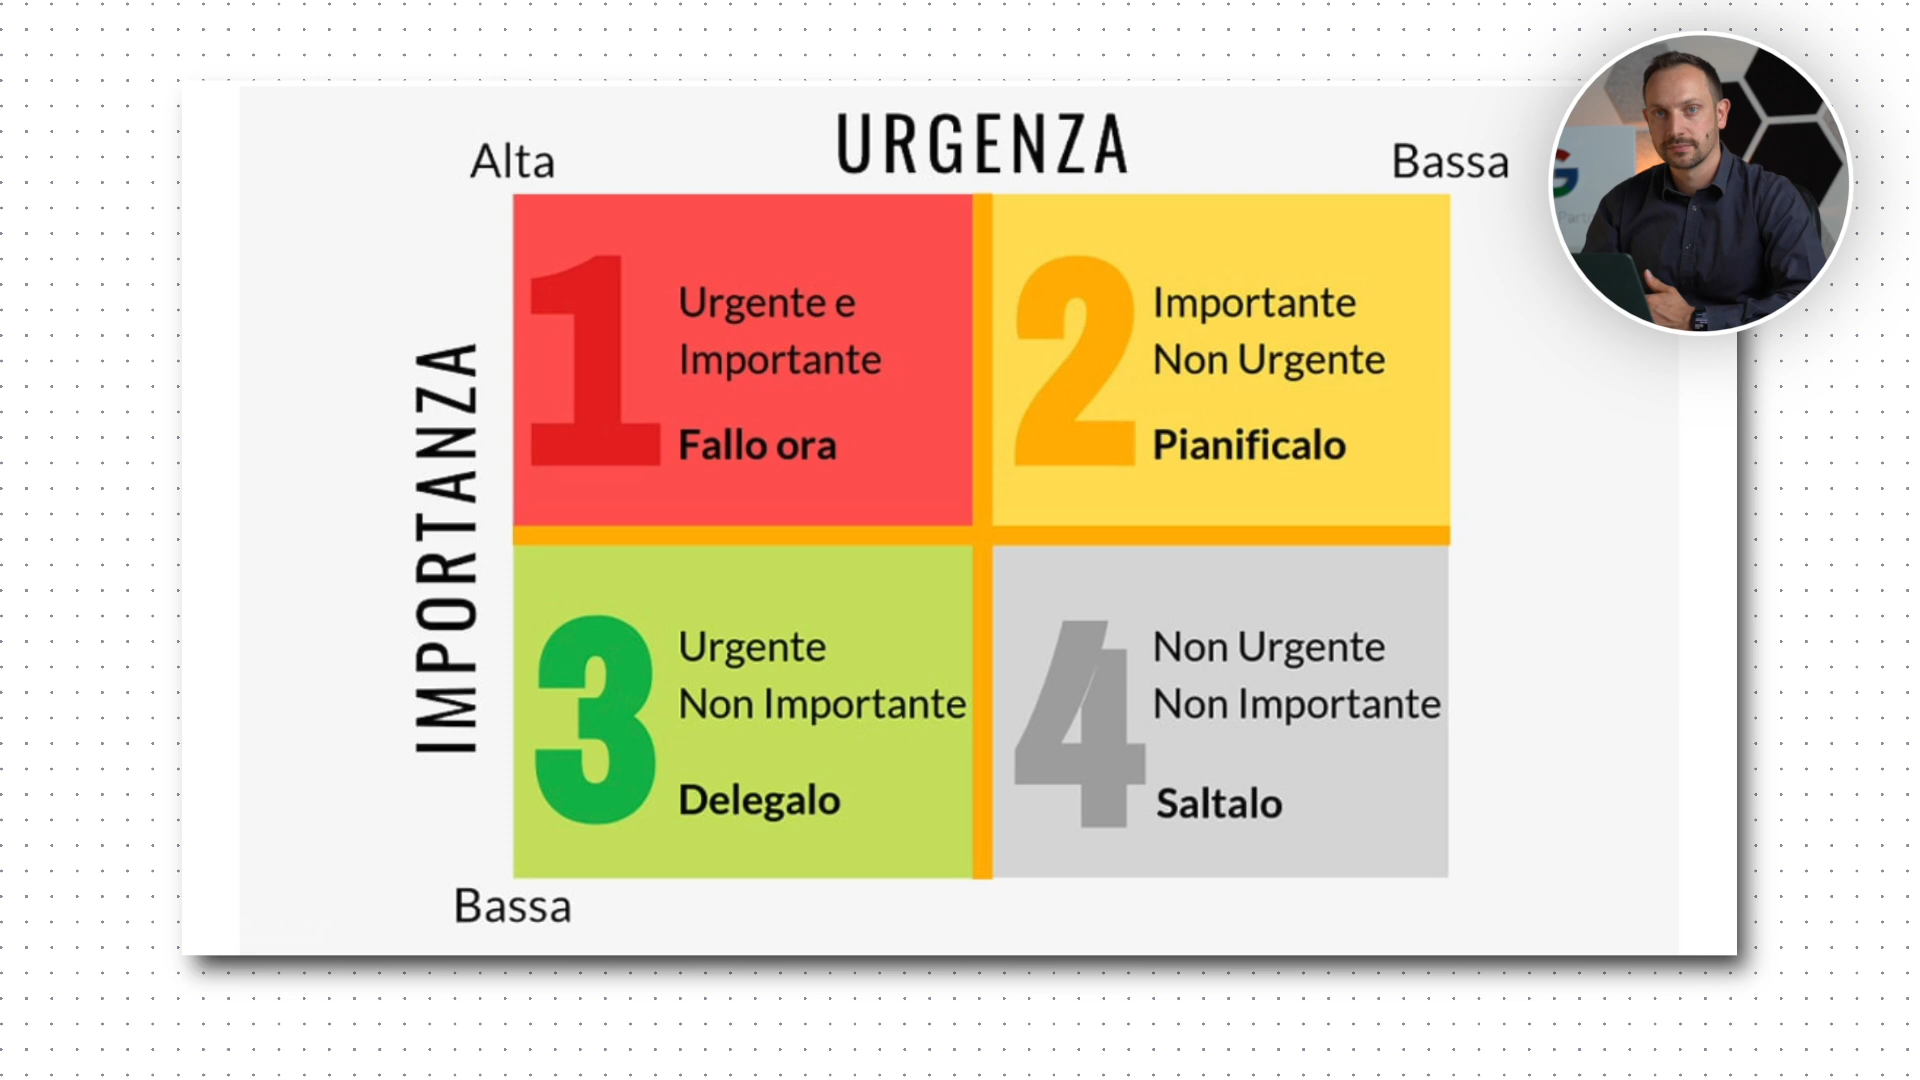 URGENZA
Alta
Bassa
IMPORTANZA
1
Urgente e
Importante
Fallo ora
2
Importante
Non Urgente
Pianificalo
3
Urgente
Non Importante
Delegalo
4
Non Urgente
Non Importante
Saltalo
Bassa
G
Part